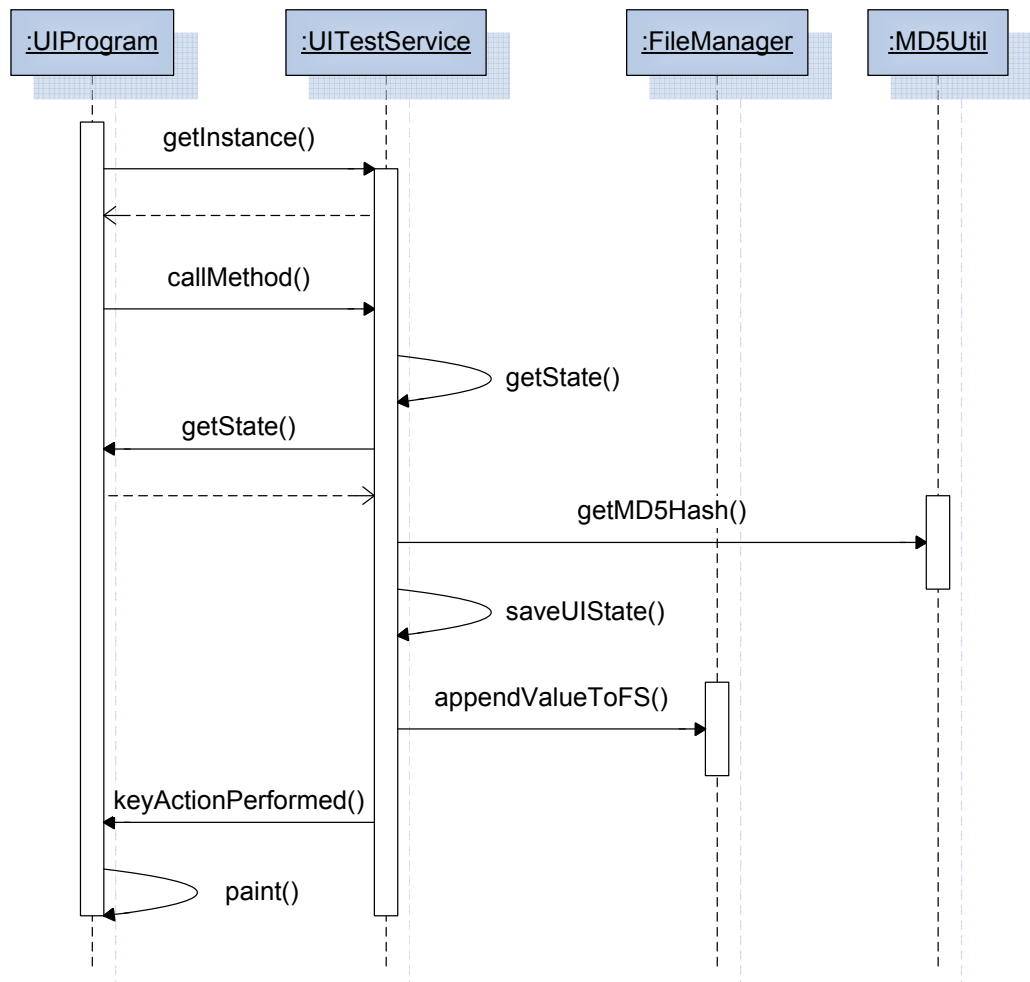 :UIProgram
:UITestService
:FileManager
:MD5Util
getInstance()
callMethod()
getState()
getState()
getMD5Hash()
saveUIState()
appendValueToFS()
keyActionPerformed()
paint()